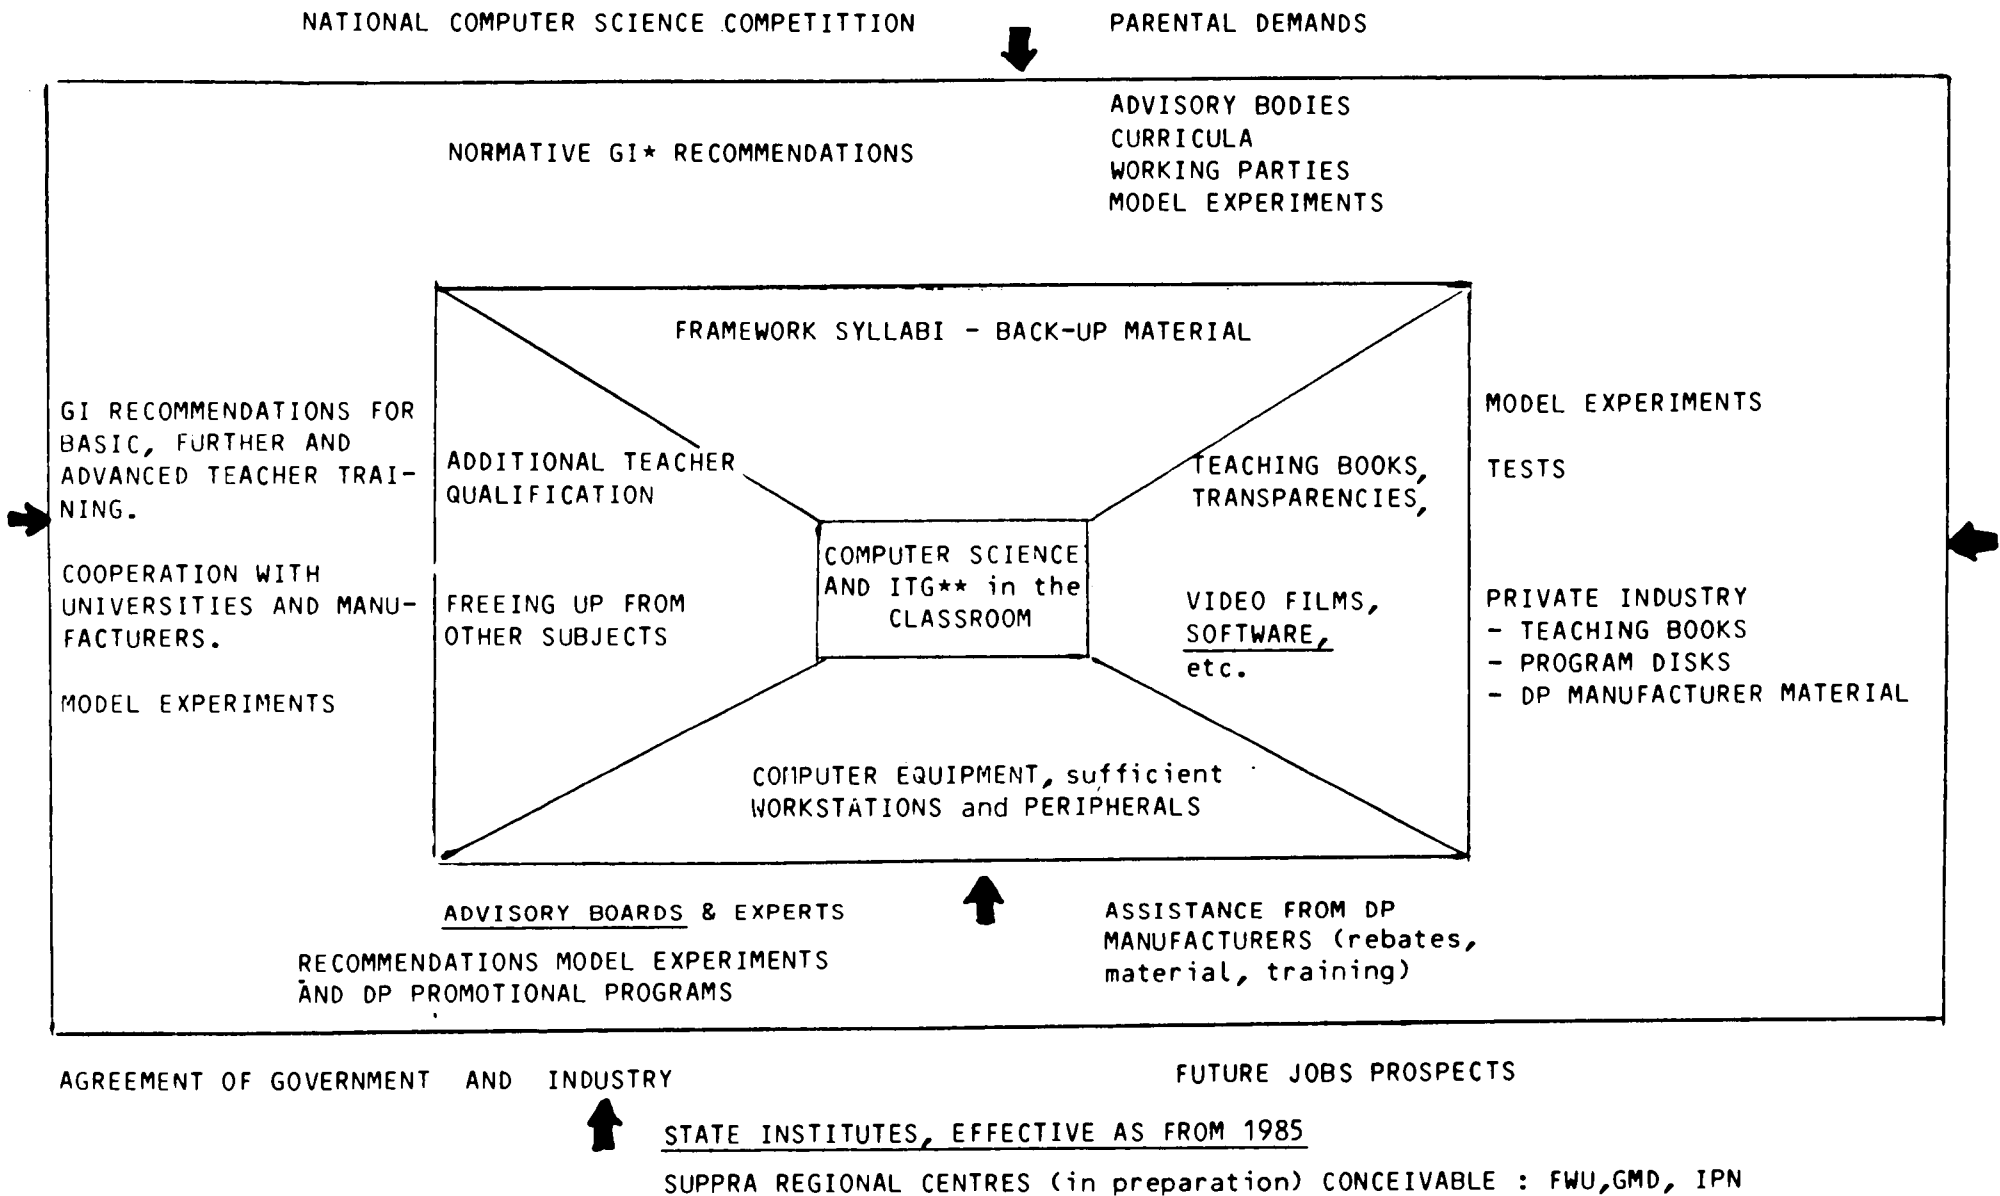 NATIONAL COMPUTER SCIENCE COMPETITTION
PARENTAL DEMANDS
ADVISORY BODIES
CURRICULA
WORKING PARTIES
MODEL EXPERIMENTS
NORMATIVE GI* RECOMMENDATIONS
FRAMEWORK SYLLABI - BACK-UP MATERIAL
GI RECOMMENDATIONS FOR
BASIC, FURTHER AND
ADVANCED TEACHER TRAI-
NING.
COOPERATION WITH
UNIVERSITIES AND MANU-
FACTURERS.
MODEL EXPERIMENTS
ADDITIONAL TEACHER
QUALIFICATION
FREEING UP FROM
OTHER SUBJECTS
COMPUTER SCIENCE
AND ITG** in the
CLASSROOM
TEACHING BOOKS,
TRANSPARENCIES,
VIDEO FILMS,
SOFTWARE,
etc.
MODEL EXPERIMENTS
TESTS
PRIVATE INDUSTRY
- TEACHING BOOKS
- PROGRAM DISKS
- DP MANUFACTURER MATERIAL
COMPUTER EQUIPMENT, sufficient
WORKSTATIONS and PERIPHERALS
ADVISORY BOARDS & EXPERTS
RECOMMENDATIONS MODEL EXPERIMENTS
AND DP PROMOTIONAL PROGRAMS
ASSISTANCE FROM DP
MANUFACTURERS (rebates,
material, training)
AGREEMENT OF GOVERNMENT AND INDUSTRY
FUTURE JOBS PROSPECTS
STATE INSTITUTES, EFFECTIVE AS FROM 1985
SUPPRA REGIONAL CENTRES (in preparation) CONCEIVABLE : FWU,GMD, IPN